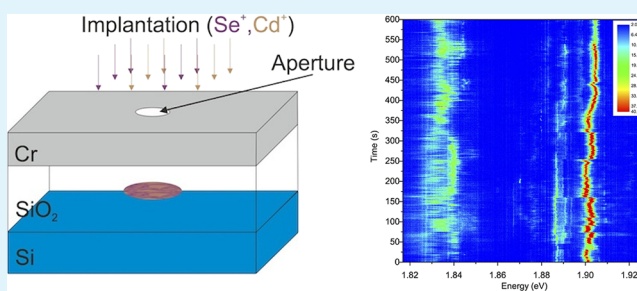 Implantation (Se⁺,Cd⁺)
Aperture
Cr
SiO₂
Si
600
550
500
450
400
350
300
250
200
150
100
50
0
Time (s)
1.82 1.84 1.86 1.88 1.90 1.92
Energy (eV)